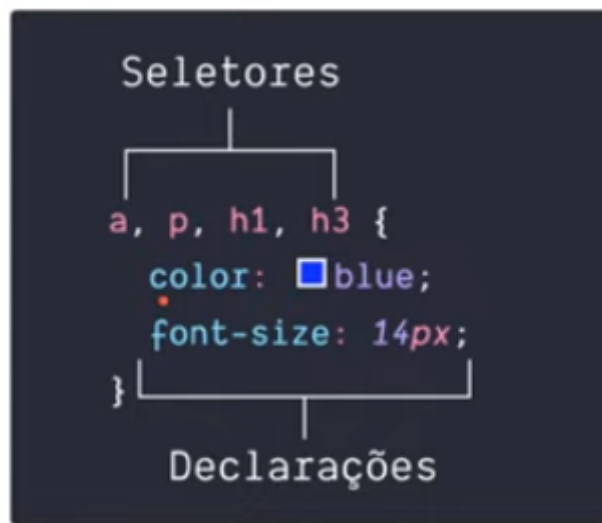 Seletores
a, p, h1, h3 {
color: blue;
font-size: 14px;
}
Declarações